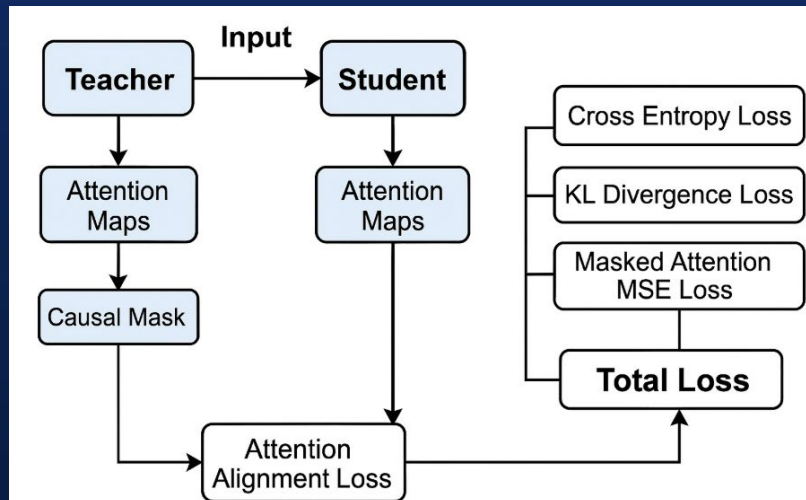 Input
Teacher
Student
Attention
Maps
Attention
Maps
Causal Mask
Attention
Alignment Loss
Cross Entropy Loss
KL Divergence Loss
Masked Attention
MSE Loss
Total Loss